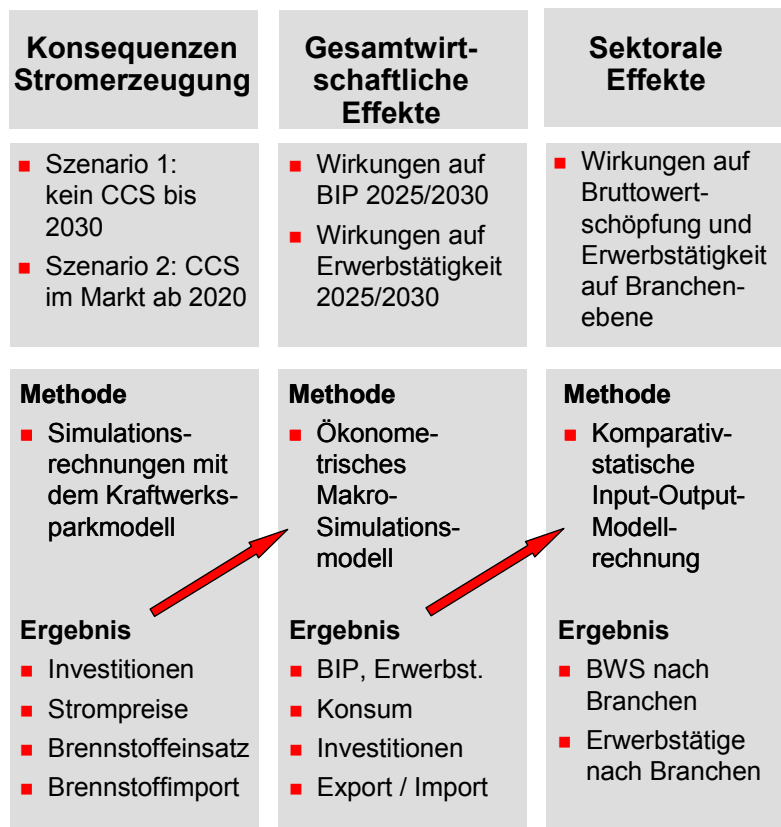 Konsequenzen
Stromerzeugung
Gesamtwirt-
schaftliche
Effekte
Sektorale
Effekte
Szenario 1:
kein CCS bis
2030
Szenario 2: CCS
im Markt ab 2020
Wirkungen auf
BIP 2025/2030
Wirkungen auf
Erwerbstätigkeit
2025/2030
Wirkungen auf
Bruttowert-
schöpfung und
Erwerbstätigkeit
auf Branchen-
ebene
Methode
Simulations-
rechnungen mit
dem Kraftwerks-
parkmodell
Ergebnis
Investitionen
Strompreise
Brennstoffeinsatz
Brennstoffimport
Methode
Ökonome-
trisches
Makro-
Simulations-
modell
Ergebnis
BIP, Erwerbst.
Konsum
Investitionen
Export / Import
Methode
Komparativ-
statische
Input-Output-
Modell-
rechnung
Ergebnis
BWS nach
Branchen
Erwerbstätige
nach Branchen